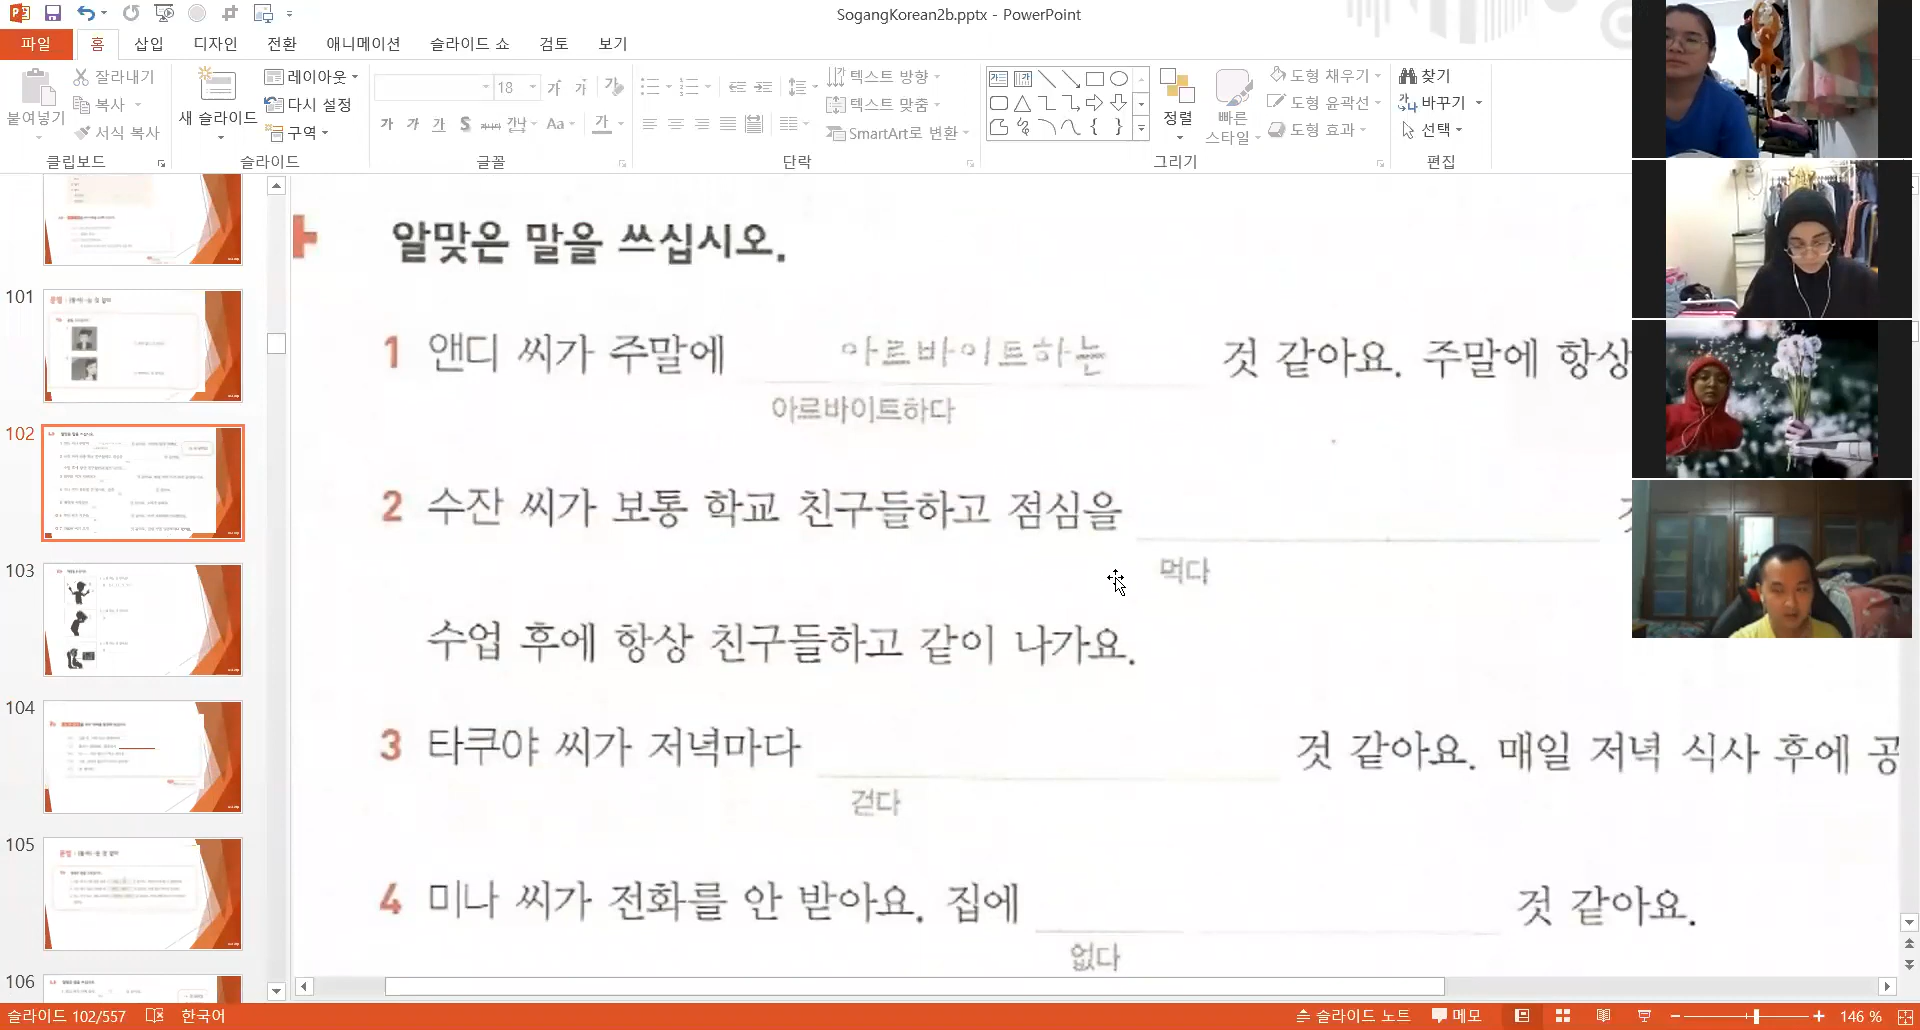 SogangKorean2b.pptx - PowerPoint
파일 홈 삽입 디자인 전환 애니메이션 슬라이드 쇼 검토 보기
붙여넣기
잘라내기
복사
서식 복사
클립보드
새 슬라이드
레이아웃
다시 설정
구역
슬라이드
18
가 가 가 S 가나다 간 Aa 가
글꼴
텍스트 방향
텍스트 맞춤
SmartArt로 변환
단락
정렬
빠른 스타일
도형 채우기
도형 윤곽선
도형 효과
그리기
찾기
바꾸기
선택
편집
101
102
103
104
105
106
알맞은 말을 쓰십시오.
1 앤디 씨가 주말에 아르바이트하는 것 같아요. 주말에 항상
아르바이트하다
2 수잔 씨가 보통 학교 친구들하고 점심을
먹다
수업 후에 항상 친구들하고 같이 나가요.
3 타쿠야 씨가 저녁마다 것 같아요. 매일 저녁 식사 후에 공
걷다
4 미나 씨가 전화를 안 받아요. 집에 것 같아요.
없다
슬라이드 102/557 한국어 슬라이드 노트 메모 146 %